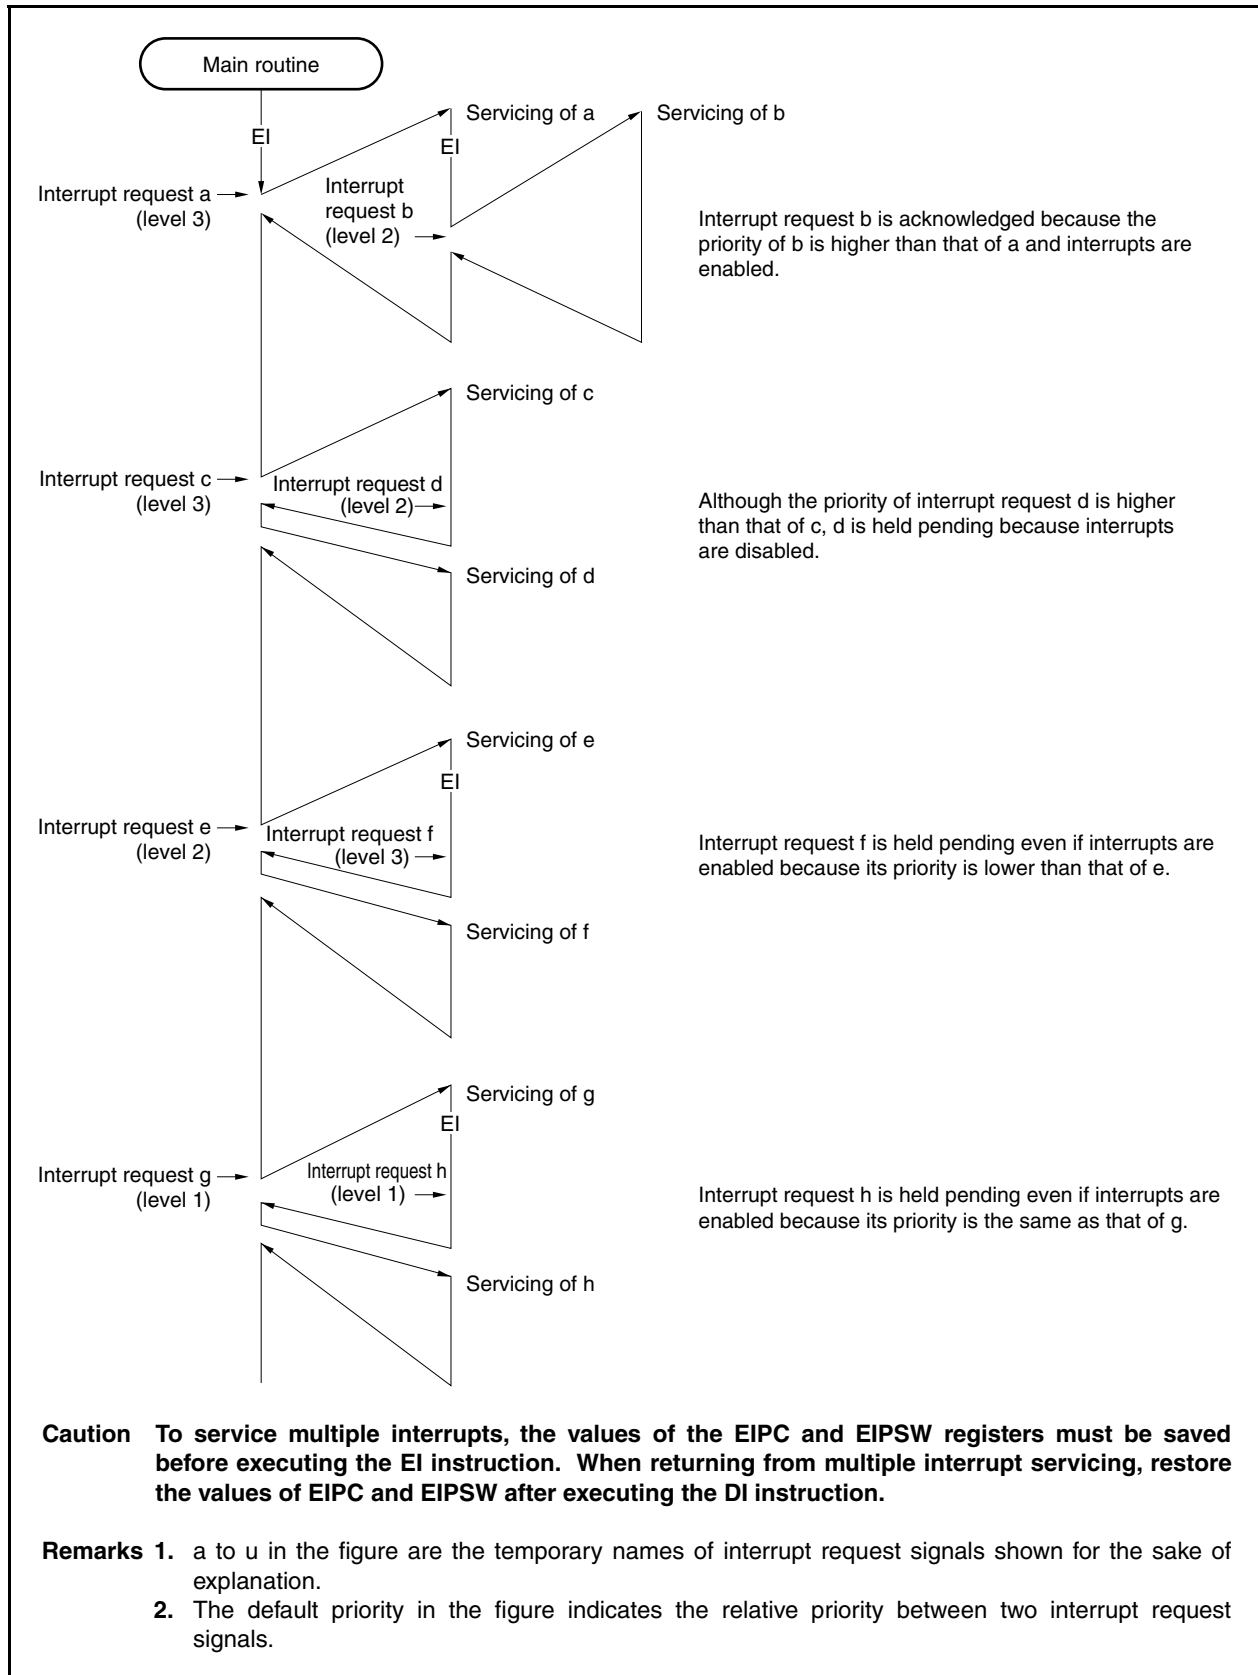 Main routine
EI
Servicing of a
Servicing of b
EI
Interrupt request a
(level 3)
Interrupt
request b
(level 2)
Interrupt request b is acknowledged because the
priority of b is higher than that of a and interrupts are
enabled.
Servicing of c
Interrupt request c
(level 3)
Interrupt request d
(level 2)
Although the priority of interrupt request d is higher
than that of c, d is held pending because interrupts
are disabled.
Servicing of d
Servicing of e
EI
Interrupt request e
(level 2)
Interrupt request f
(level 3)
Interrupt request f is held pending even if interrupts are
enabled because its priority is lower than that of e.
Servicing of f
Servicing of g
EI
Interrupt request g
(level 1)
Interrupt request h
(level 1)
Interrupt request h is held pending even if interrupts are
enabled because its priority is the same as that of g.
Servicing of h
Caution To service multiple interrupts, the values of the EIPC and EIPSW registers must be saved
before executing the EI instruction. When returning from multiple interrupt servicing, restore
the values of EIPC and EIPSW after executing the DI instruction.
Remarks 1. a to u in the figure are the temporary names of interrupt request signals shown for the sake of
explanation.
2. The default priority in the figure indicates the relative priority between two interrupt request
signals.